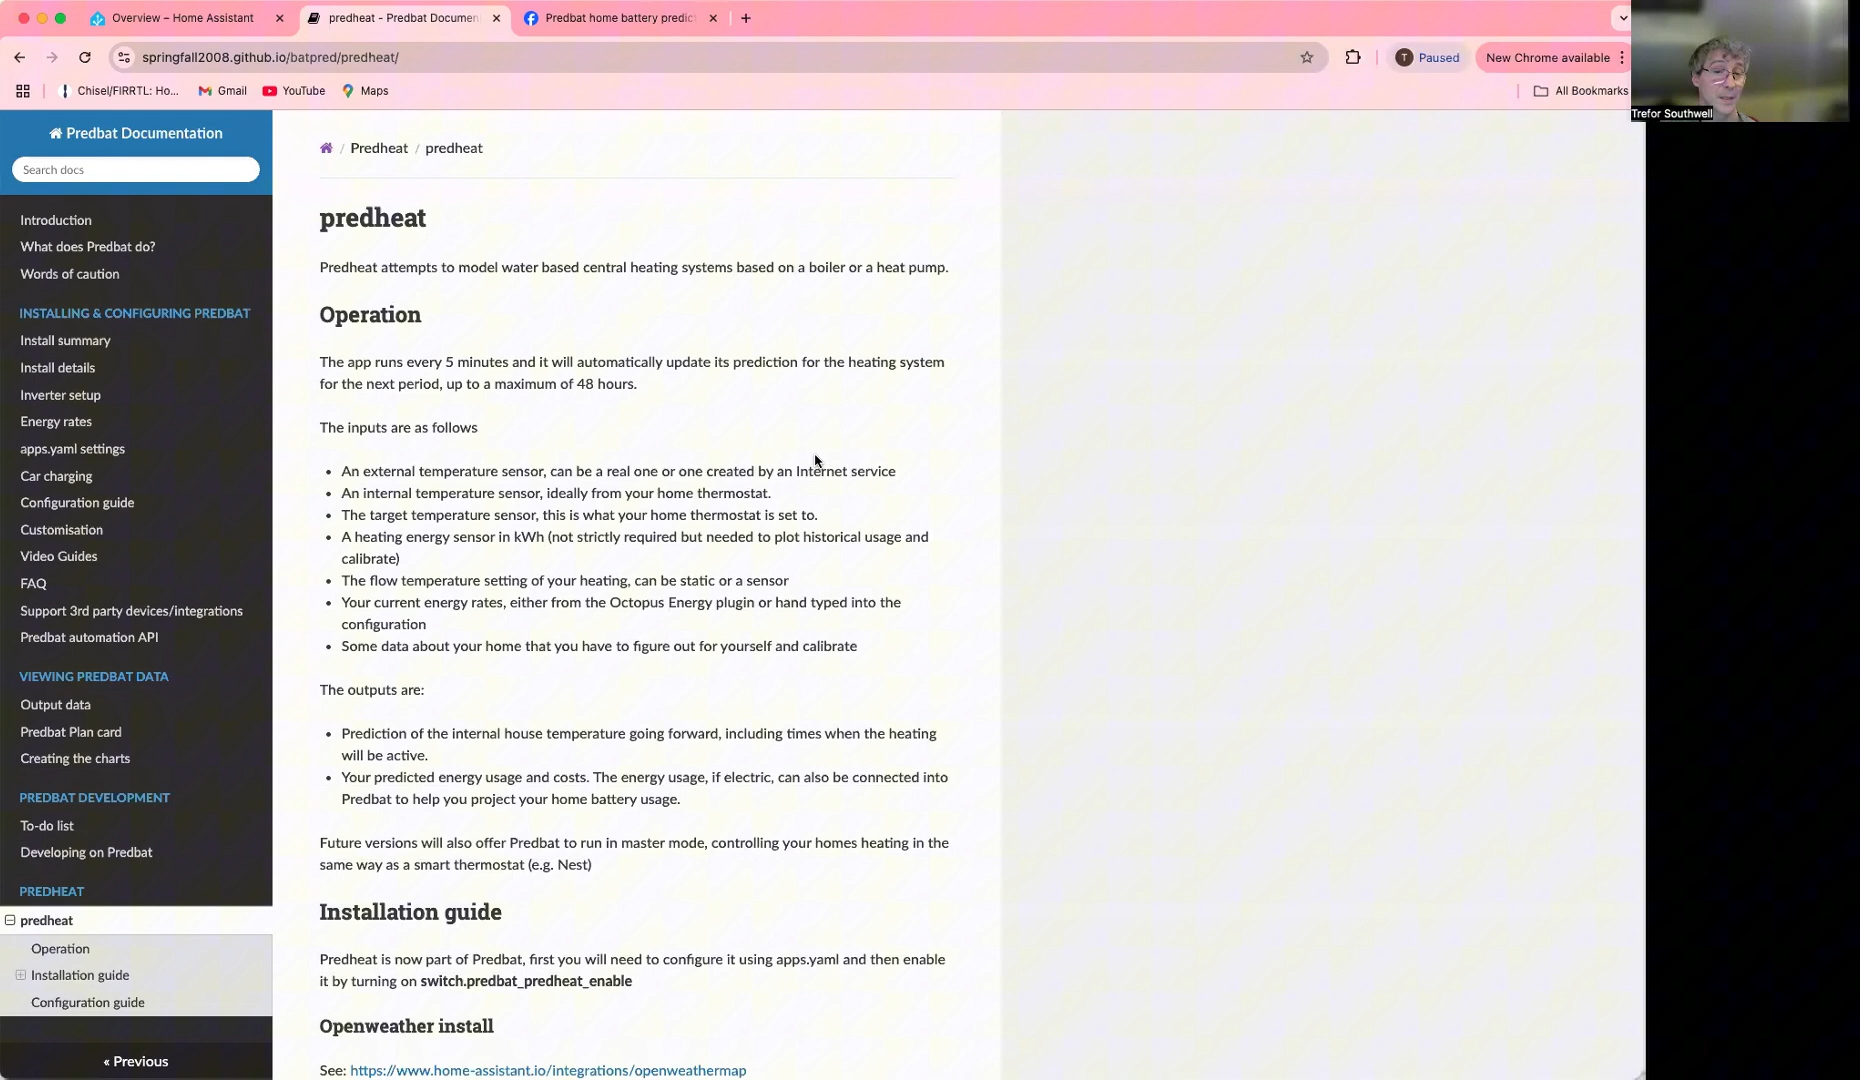 Overview – Home Assistant
predheat - Predbat Documen
Predbat home battery predic
springfall2008.github.io/batpred/predheat/
T
Paused
New Chrome available
Chisel/FIRRTL: Ho...
Gmail
YouTube
Maps
All Bookmarks
Trefor Southwell
Predbat Documentation
Search docs
Introduction
What does Predbat do?
Words of caution
INSTALLING & CONFIGURING PREDBAT
Install summary
Install details
Inverter setup
Energy rates
apps.yaml settings
Car charging
Configuration guide
Customisation
Video Guides
FAQ
Support 3rd party devices/integrations
Predbat automation API
VIEWING PREDBAT DATA
Output data
Predbat Plan card
Creating the charts
PREDBAT DEVELOPMENT
To-do list
Developing on Predbat
PREDHEAT
predheat
Operation
Installation guide
Configuration guide
« Previous
/ Predheat / predheat
predheat
Predheat attempts to model water based central heating systems based on a boiler or a heat pump.
Operation
The app runs every 5 minutes and it will automatically update its prediction for the heating system
for the next period, up to a maximum of 48 hours.
The inputs are as follows
• An external temperature sensor, can be a real one or one created by an Internet service
• An internal temperature sensor, ideally from your home thermostat.
• The target temperature sensor, this is what your home thermostat is set to.
• A heating energy sensor in kWh (not strictly required but needed to plot historical usage and
calibrate)
• The flow temperature setting of your heating, can be static or a sensor
• Your current energy rates, either from the Octopus Energy plugin or hand typed into the
configuration
• Some data about your home that you have to figure out for yourself and calibrate
The outputs are:
• Prediction of the internal house temperature going forward, including times when the heating
will be active.
• Your predicted energy usage and costs. The energy usage, if electric, can also be connected into
Predbat to help you project your home battery usage.
Future versions will also offer Predbat to run in master mode, controlling your homes heating in the
same way as a smart thermostat (e.g. Nest)
Installation guide
Predheat is now part of Predbat, first you will need to configure it using apps.yaml and then enable
it by turning on switch.predbat_predheat_enable
Openweather install
See: https://www.home-assistant.io/integrations/openweathermap